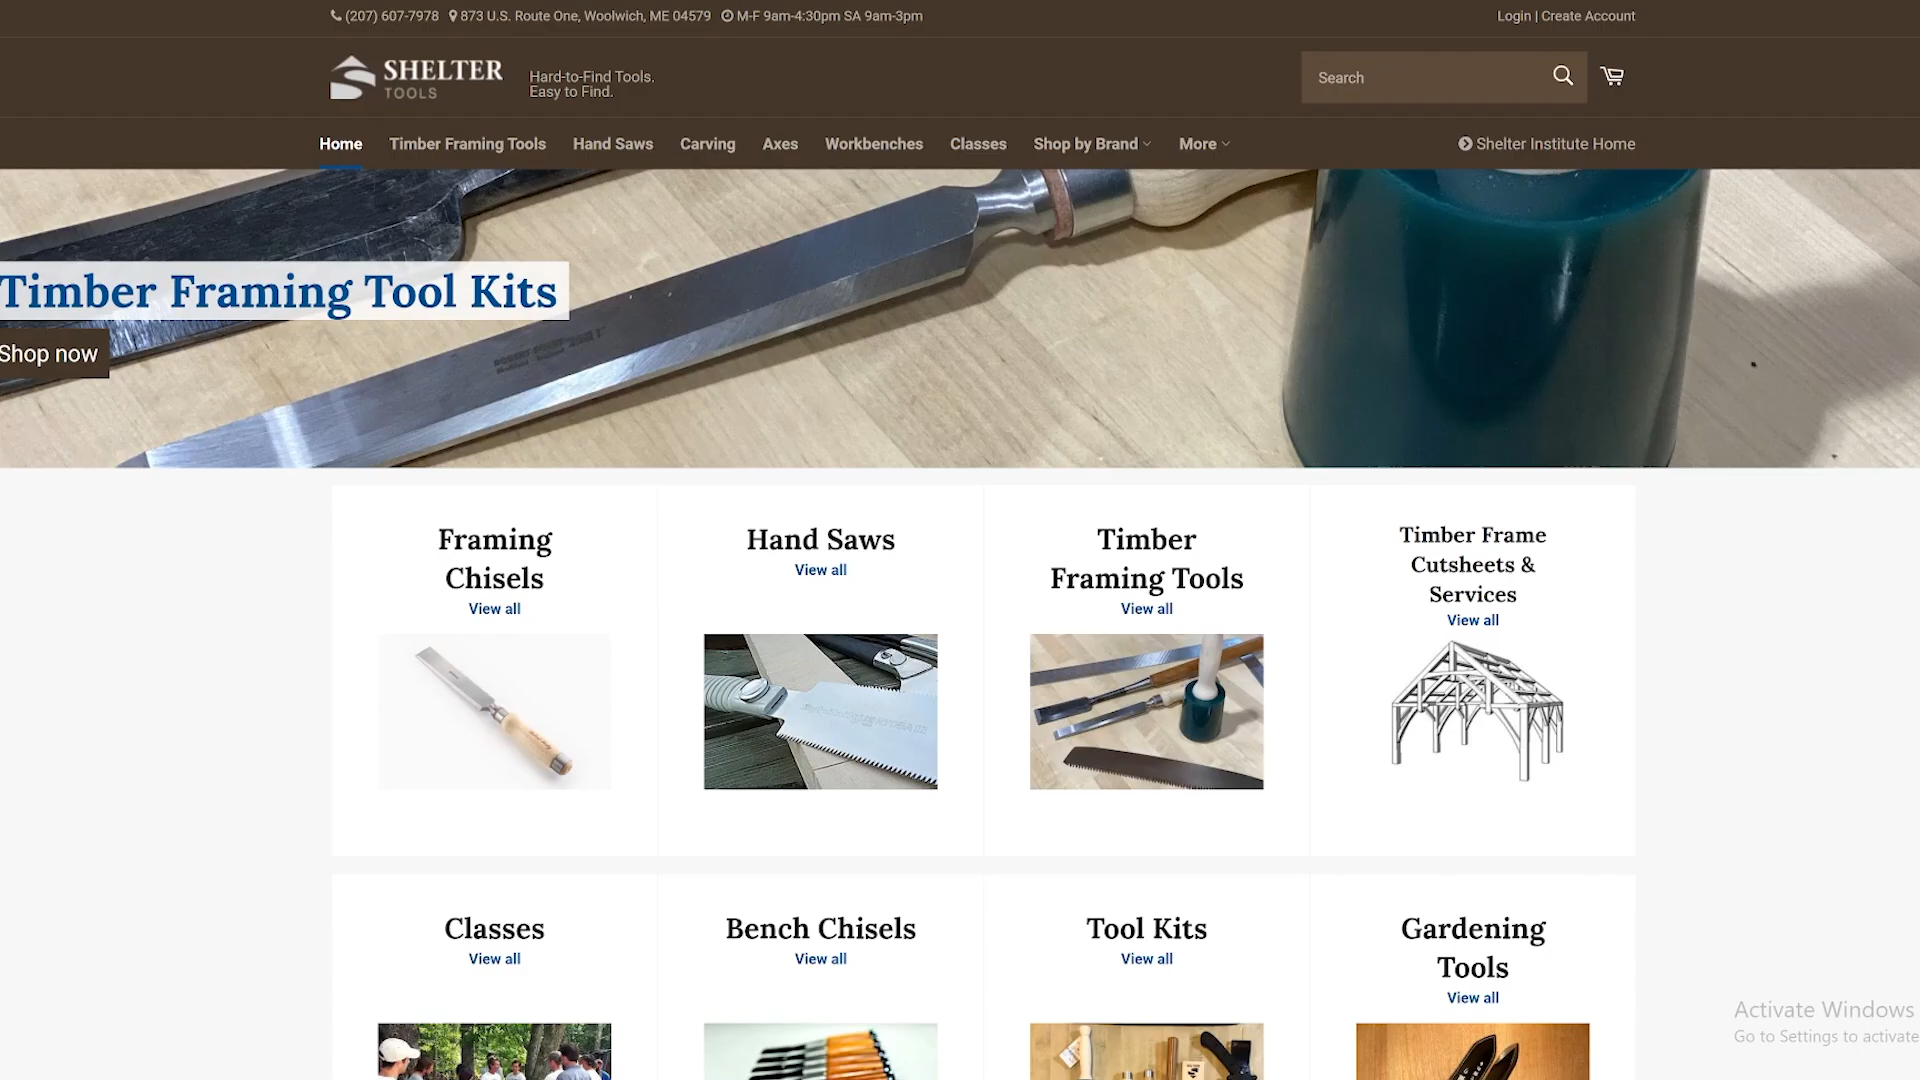 (207) 607-7978 873 U.S. Route One, Woolwich, ME 04579 M-F 9am-4:30pm SA 9am-3pm
Login | Create Account
SHELTER
TOOLS
Hard-to-Find Tools.
Easy to Find.
Search
Home Timber Framing Tools Hand Saws Carving Axes Workbenches Classes Shop by Brand More
Shelter Institute Home
Timber Framing Tool Kits
Shop now
Framing
Chisels
View all
Hand Saws
View all
Timber
Framing Tools
View all
Timber Frame
Cutsheets &
Services
View all
Classes
View all
Bench Chisels
View all
Tool Kits
View all
Gardening
Tools
View all
Activate Windows
Go to Settings to activate